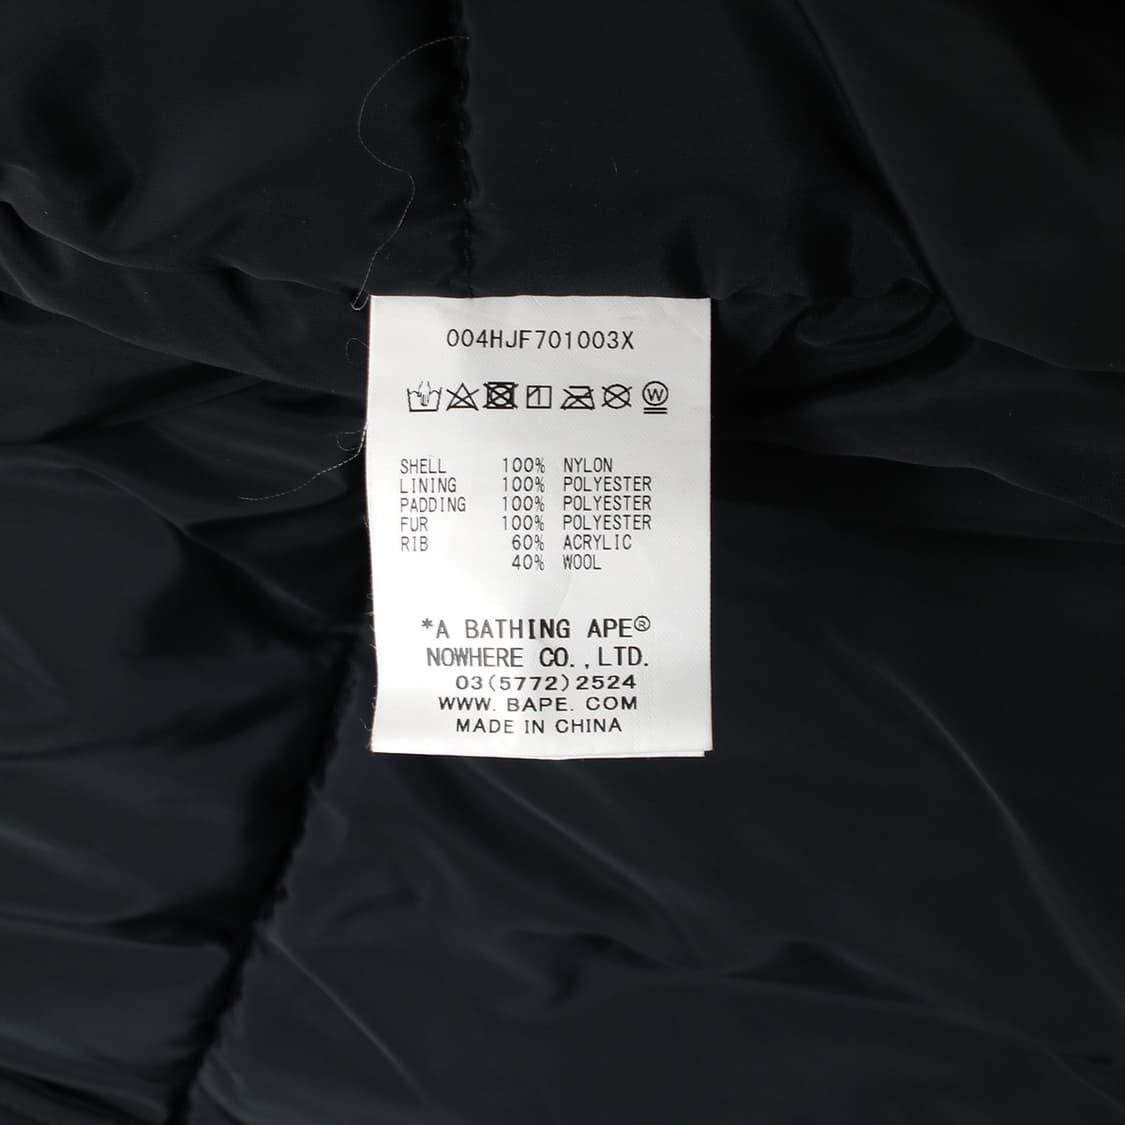 004HJF701003X
SHELL 100% NYLON
LINING 100% POLYESTER
PADDING 100% POLYESTER
FUR 100% POLYESTER
RIB 60% ACRYLIC
40% WOOL
*A BATHING APE®
NOWHERE CO.,LTD.
03(5772)2524
WWW. BAPE. COM
MADE IN CHINA